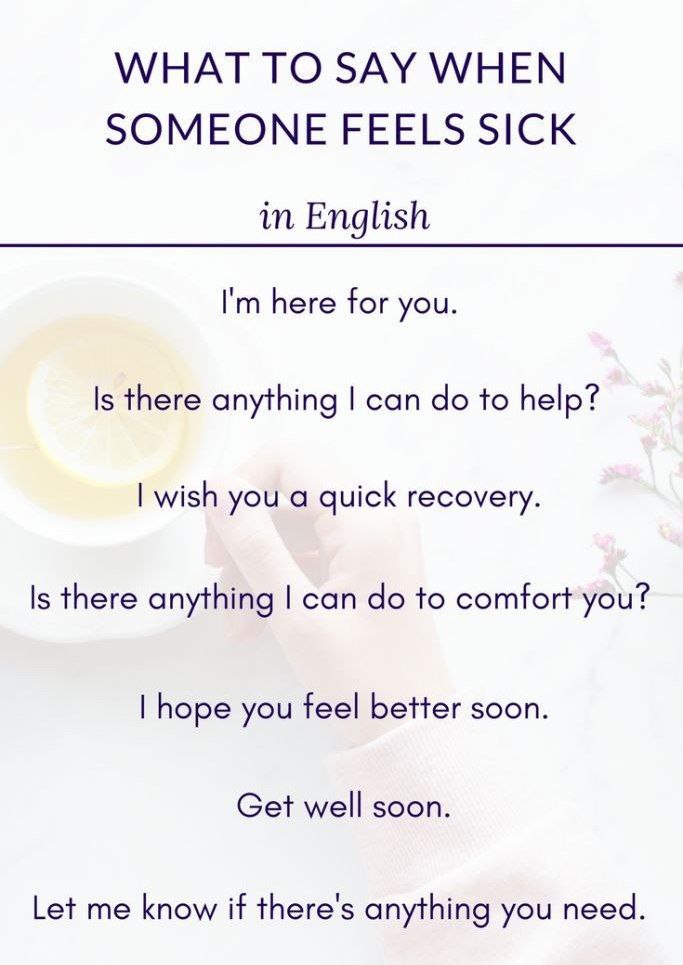 WHAT TO SAY WHEN
SOMEONE FEELS SICK
in English
I'm here for you.
Is there anything I can do to help?
I wish you a quick recovery.
Is there anything I can do to comfort you?
I hope you feel better soon.
Get well soon.
Let me know if there's anything you need.